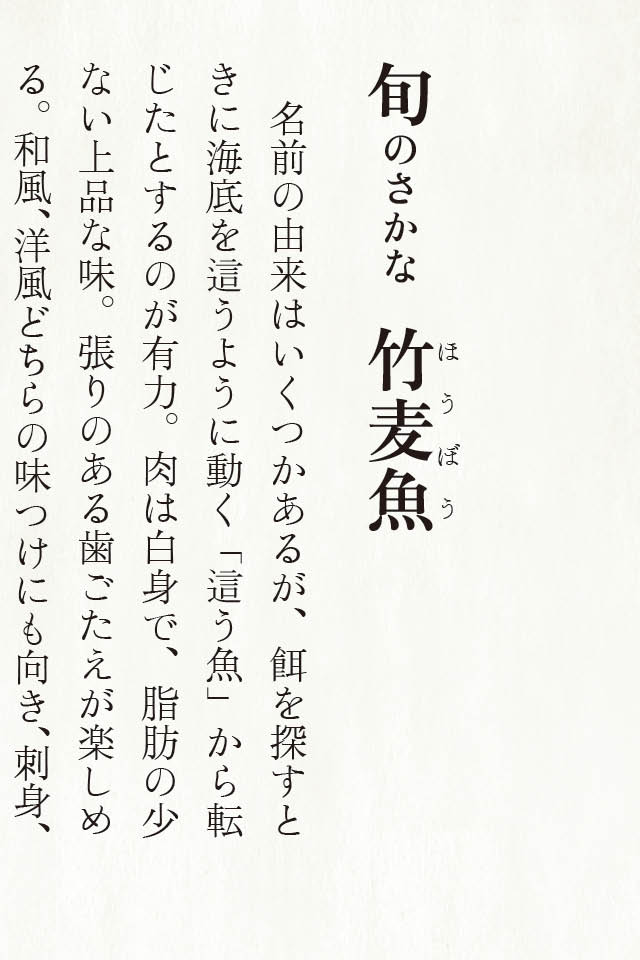 旬のさかな　竹麦魚
ほうぼう
　名前の由来はいくつかあるが、餌を探すと
きに海底を這うように動く「這う魚」から転
じたとするのが有力。肉は白身で、脂肪の少
ない上品な味。張りのある歯ごたえが楽しめ
る。和風、洋風どちらの味つけにも向き、刺身、